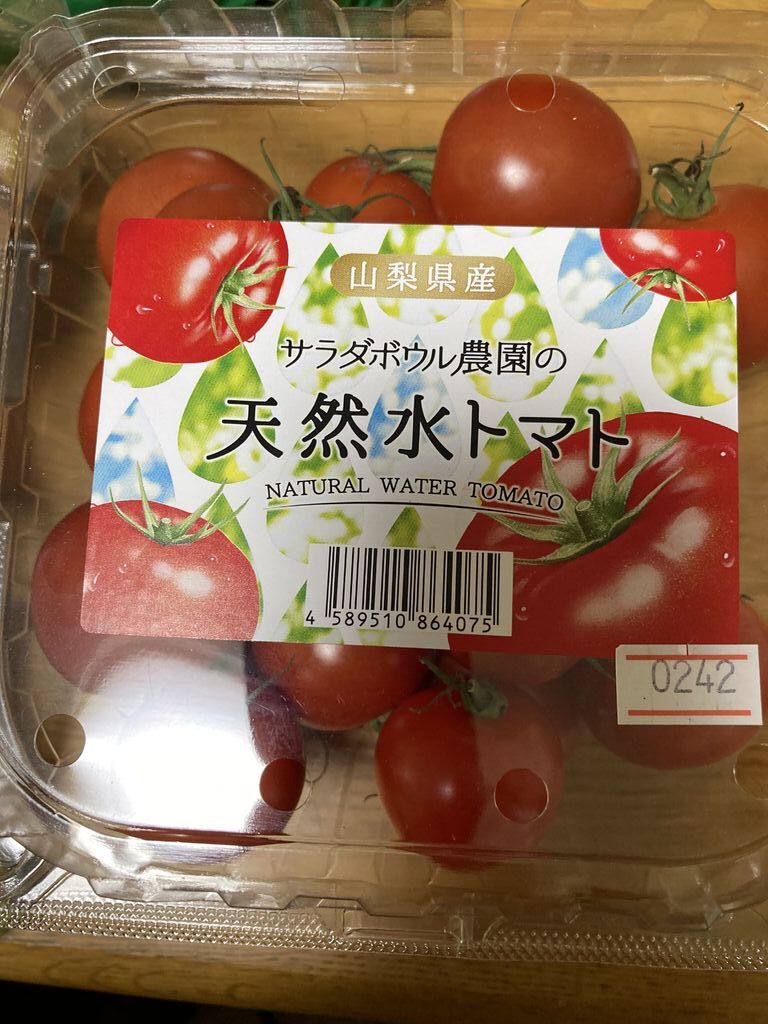 山梨県産
サラダボウル農園の
天然水トマト
NATURAL WATER TOMATO
4 589510 864075
0242